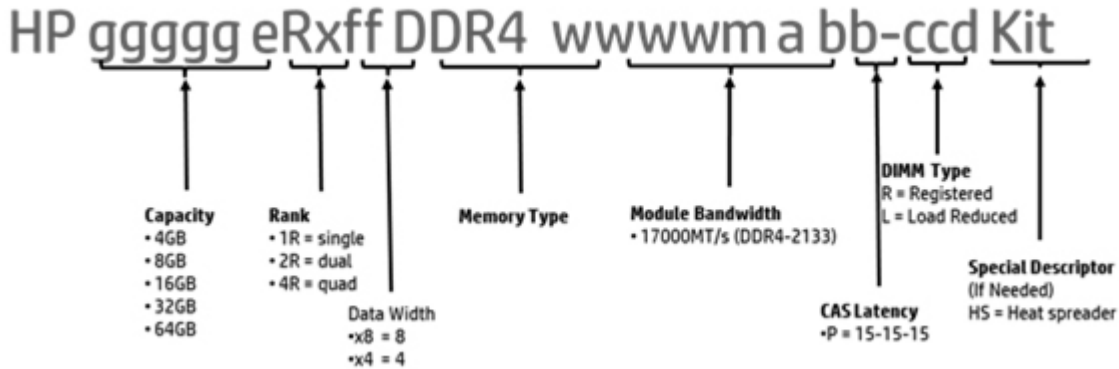 HP ggggg eRxff DDR4 wwwwm a bb-ccd Kit
Capacity
• 4GB
• 8GB
• 16GB
• 32GB
• 64GB
Rank
• 1R = single
• 2R = dual
• 4R = quad
Data Width
•x8 = 8
•x4 = 4
Memory Type
Module Bandwidth
• 17000MT/s (DDR4-2133)
CAS Latency
•P = 15-15-15
DIMM Type
R = Registered
L = Load Reduced
Special Descriptor
(If Needed)
HS = Heat spreader